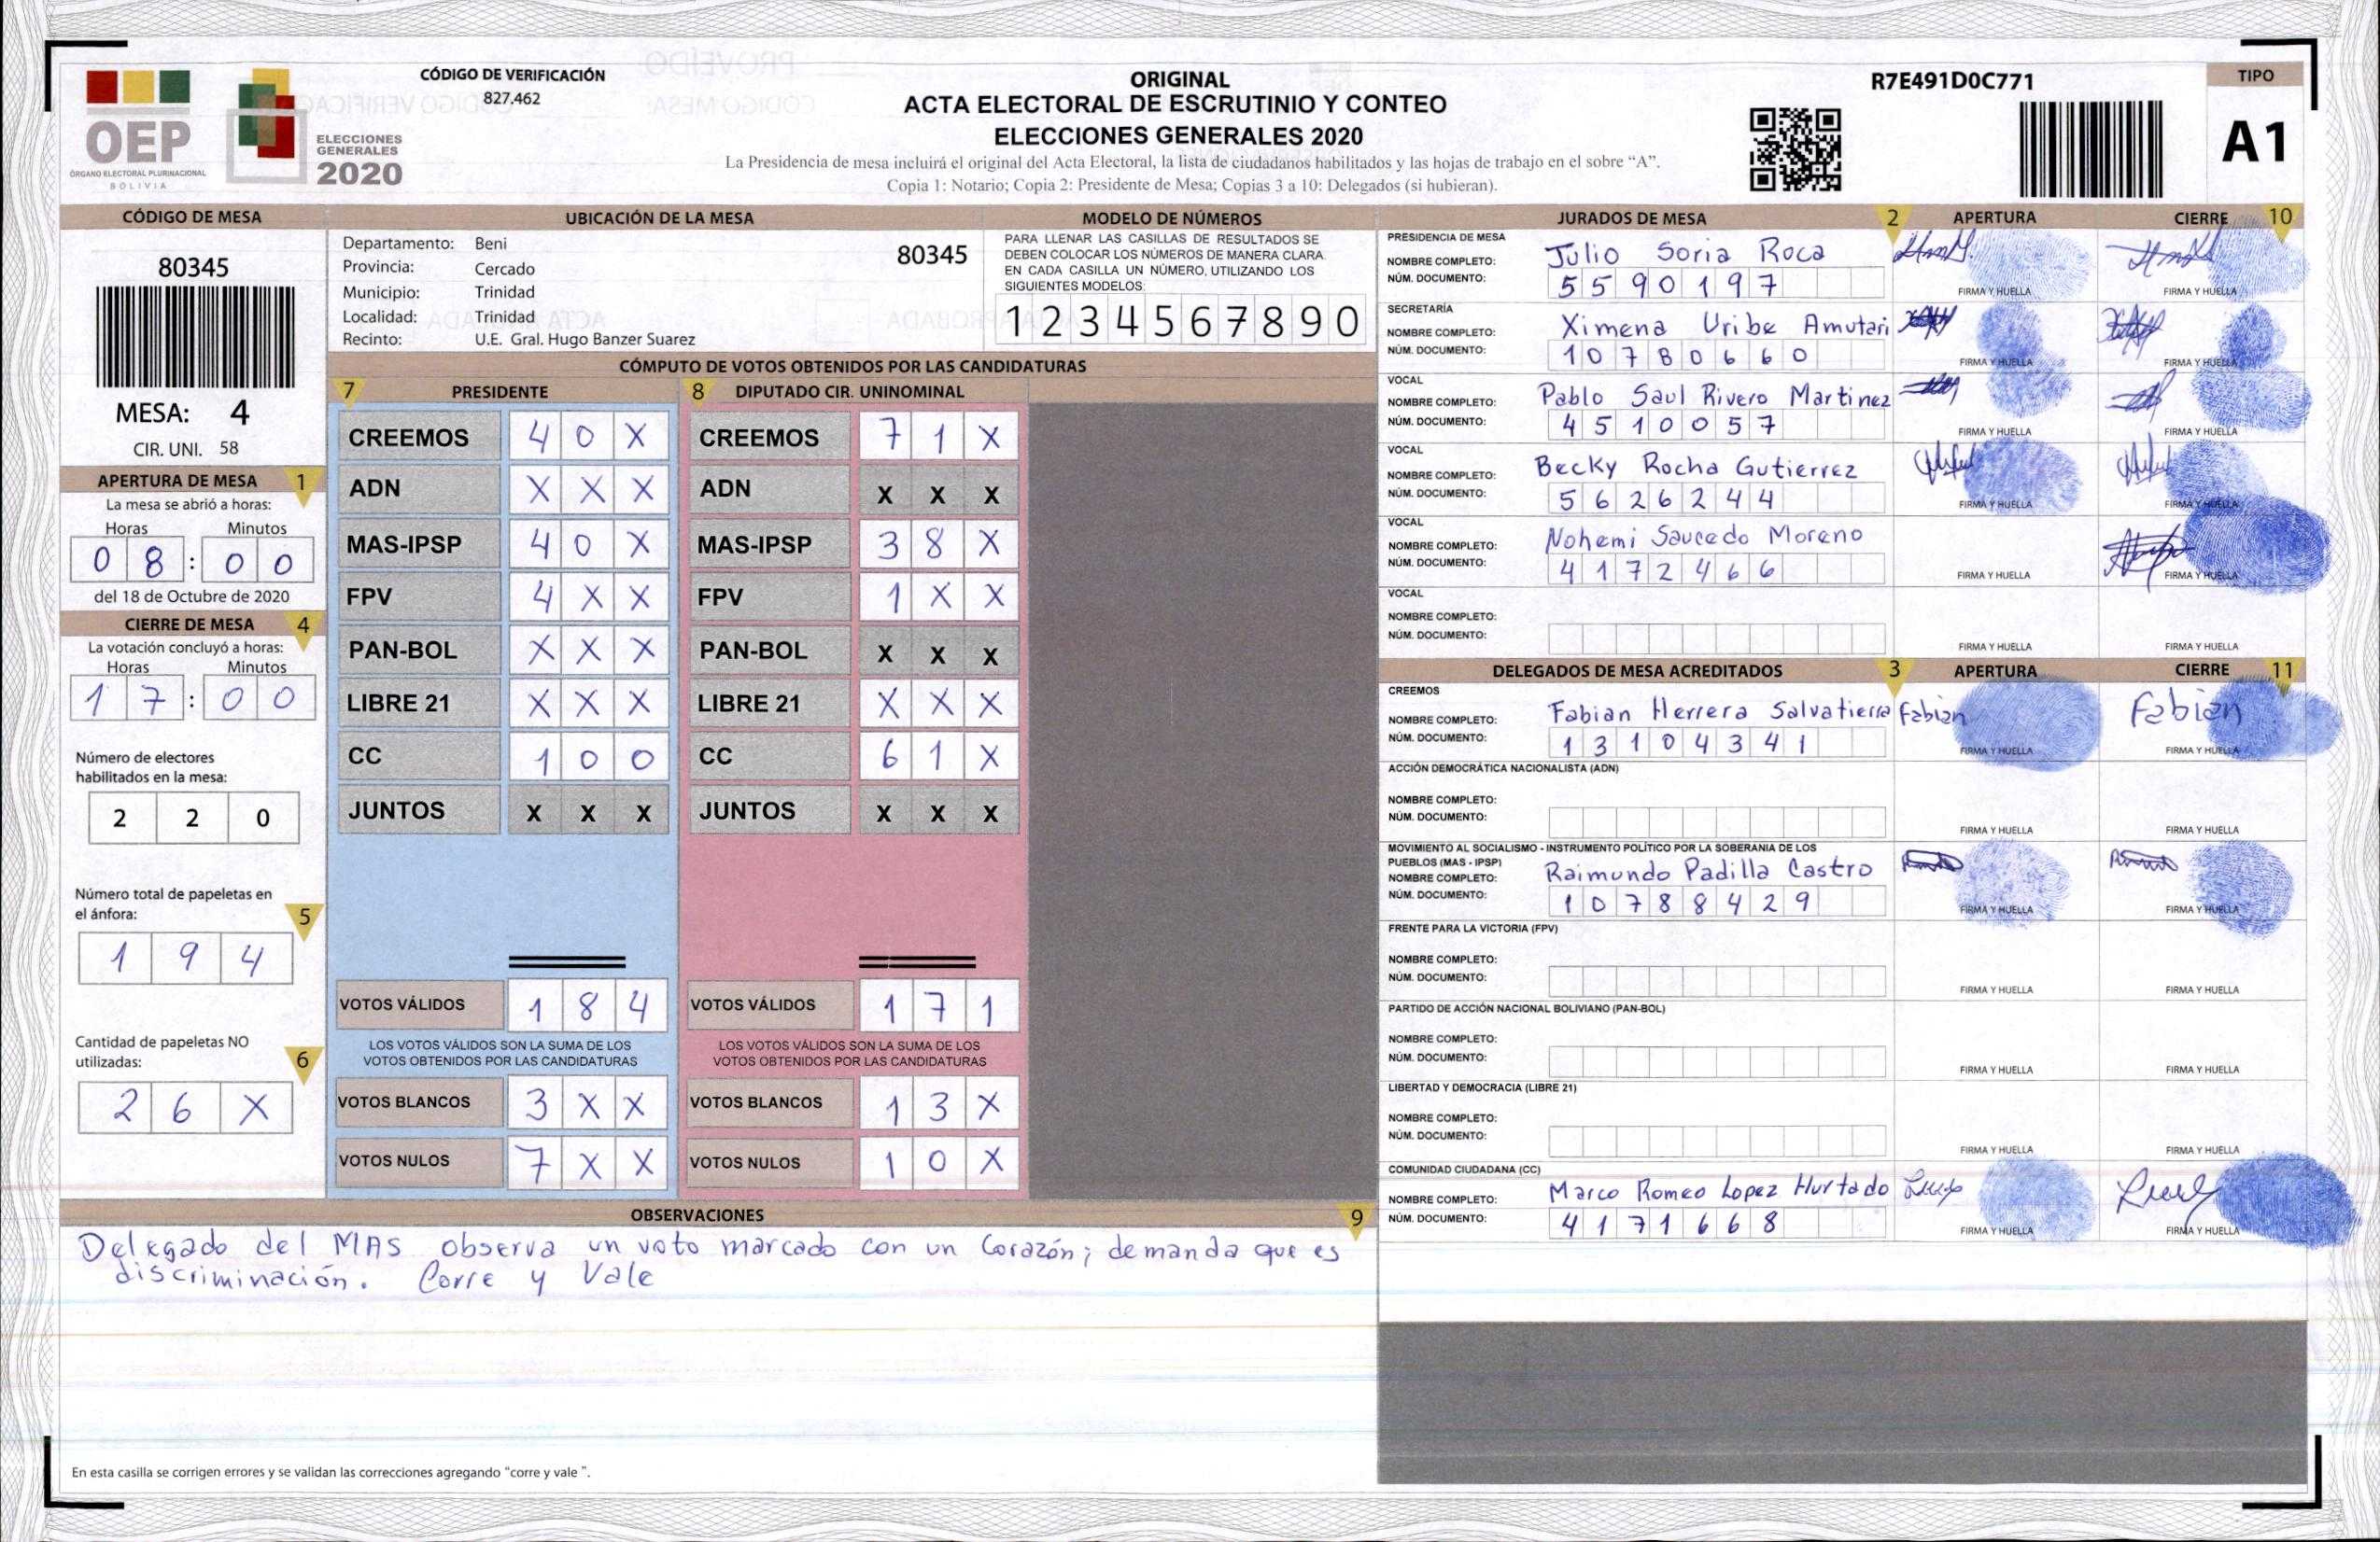 OEP
ÓRGANO ELECTORAL PLURINACIONAL
BOLIVIA
ELECCIONES
GENERALES
2020
CÓDIGO DE VERIFICACIÓN
827.462
ORIGINAL
ACTA ELECTORAL DE ESCRUTINIO Y CONTEO
ELECCIONES GENERALES 2020
La Presidencia de mesa incluirá el original del Acta Electoral, la lista de ciudadanos habilitados y las hojas de trabajo en el sobre “A”.
Copia 1: Notario; Copia 2: Presidente de Mesa; Copias 3 a 10: Delegados (si hubieran).
R7E491D0C771
TIPO
A1
CÓDIGO DE MESA
80345
MESA: 4
CIR. UNI. 58
APERTURA DE MESA 1
La mesa se abrió a horas:
Horas Minutos
0 8 : 0 0
del 18 de Octubre de 2020
CIERRE DE MESA 4
La votación concluyó a horas:
Horas Minutos
1 7 : 0 0
Número de electores
habilitados en la mesa:
2 2 0
Número total de papeletas en
el ánfora: 5
1 9 4
Cantidad de papeletas NO
utilizadas: 6
2 6 X
UBICACIÓN DE LA MESA
Departamento: Beni
80345
Provincia: Cercado
Municipio: Trinidad
Localidad: Trinidad
Recinto: U.E. Gral. Hugo Banzer Suarez
MODELO DE NÚMEROS
PARA LLENAR LAS CASILLAS DE RESULTADOS SE
DEBEN COLOCAR LOS NÚMEROS DE MANERA CLARA.
EN CADA CASILLA UN NÚMERO, UTILIZANDO LOS
SIGUIENTES MODELOS:
1 2 3 4 5 6 7 8 9 0
CÓMPUTO DE VOTOS OBTENIDOS POR LAS CANDIDATURAS
7 PRESIDENTE
CREEMOS 4 0 X
ADN X X X
MAS-IPSP 4 0 X
FPV 4 X X
PAN-BOL X X X
LIBRE 21 X X X
CC 1 0 0
JUNTOS X X X
VOTOS VÁLIDOS 1 8 4
LOS VOTOS VÁLIDOS SON LA SUMA DE LOS
VOTOS OBTENIDOS POR LAS CANDIDATURAS
VOTOS BLANCOS 3 X X
VOTOS NULOS 7 X X
8 DIPUTADO CIR. UNINOMINAL
CREEMOS 7 1 X
ADN X X X
MAS-IPSP 3 8 X
FPV 1 X X
PAN-BOL X X X
LIBRE 21 X X X
CC 6 1 X
JUNTOS X X X
VOTOS VÁLIDOS 1 7 1
LOS VOTOS VÁLIDOS SON LA SUMA DE LOS
VOTOS OBTENIDOS POR LAS CANDIDATURAS
VOTOS BLANCOS 1 3 X
VOTOS NULOS 1 0 X
OBSERVACIONES 9
Delegado del MAS observa un voto marcado con un Corazón; demanda que es
discriminación. Corre y Vale
En esta casilla se corrigen errores y se validan las correcciones agregando “corre y vale ”.
JURADOS DE MESA 2 APERTURA CIERRE 10
PRESIDENCIA DE MESA
NOMBRE COMPLETO: Julio Soria Roca
NÚM. DOCUMENTO: 5590197
FIRMA Y HUELLA FIRMA Y HUELLA
SECRETARÍA
NOMBRE COMPLETO: Ximena Uribe Amutari
NÚM. DOCUMENTO: 10780660
FIRMA Y HUELLA FIRMA Y HUELLA
VOCAL
NOMBRE COMPLETO: Pablo Saul Rivero Martinez
NÚM. DOCUMENTO: 4510057
FIRMA Y HUELLA FIRMA Y HUELLA
VOCAL
NOMBRE COMPLETO: Becky Rocha Gutierrez
NÚM. DOCUMENTO: 5626244
FIRMA Y HUELLA FIRMA Y HUELLA
VOCAL
NOMBRE COMPLETO: Nohemi Saucedo Moreno
NÚM. DOCUMENTO: 4172466
FIRMA Y HUELLA FIRMA Y HUELLA
VOCAL
NOMBRE COMPLETO:
NÚM. DOCUMENTO:
FIRMA Y HUELLA FIRMA Y HUELLA
DELEGADOS DE MESA ACREDITADOS 3 APERTURA CIERRE 11
CREEMOS
NOMBRE COMPLETO: Fabian Herrera Salvatierra Fabian Fabian
NÚM. DOCUMENTO: 13104341
FIRMA Y HUELLA FIRMA Y HUELLA
ACCIÓN DEMOCRÁTICA NACIONALISTA (ADN)
NOMBRE COMPLETO:
NÚM. DOCUMENTO:
FIRMA Y HUELLA FIRMA Y HUELLA
MOVIMIENTO AL SOCIALISMO - INSTRUMENTO POLÍTICO POR LA SOBERANIA DE LOS
PUEBLOS (MAS - IPSP)
NOMBRE COMPLETO: Raimundo Padilla Castro
NÚM. DOCUMENTO: 10788429
FIRMA Y HUELLA FIRMA Y HUELLA
FRENTE PARA LA VICTORIA (FPV)
NOMBRE COMPLETO:
NÚM. DOCUMENTO:
FIRMA Y HUELLA FIRMA Y HUELLA
PARTIDO DE ACCIÓN NACIONAL BOLIVIANO (PAN-BOL)
NOMBRE COMPLETO:
NÚM. DOCUMENTO:
FIRMA Y HUELLA FIRMA Y HUELLA
LIBERTAD Y DEMOCRACIA (LIBRE 21)
NOMBRE COMPLETO:
NÚM. DOCUMENTO:
FIRMA Y HUELLA FIRMA Y HUELLA
COMUNIDAD CIUDADANA (CC)
NOMBRE COMPLETO: Marco Romeo Lopez Hurtado
NÚM. DOCUMENTO: 4171668
FIRMA Y HUELLA FIRMA Y HUELLA